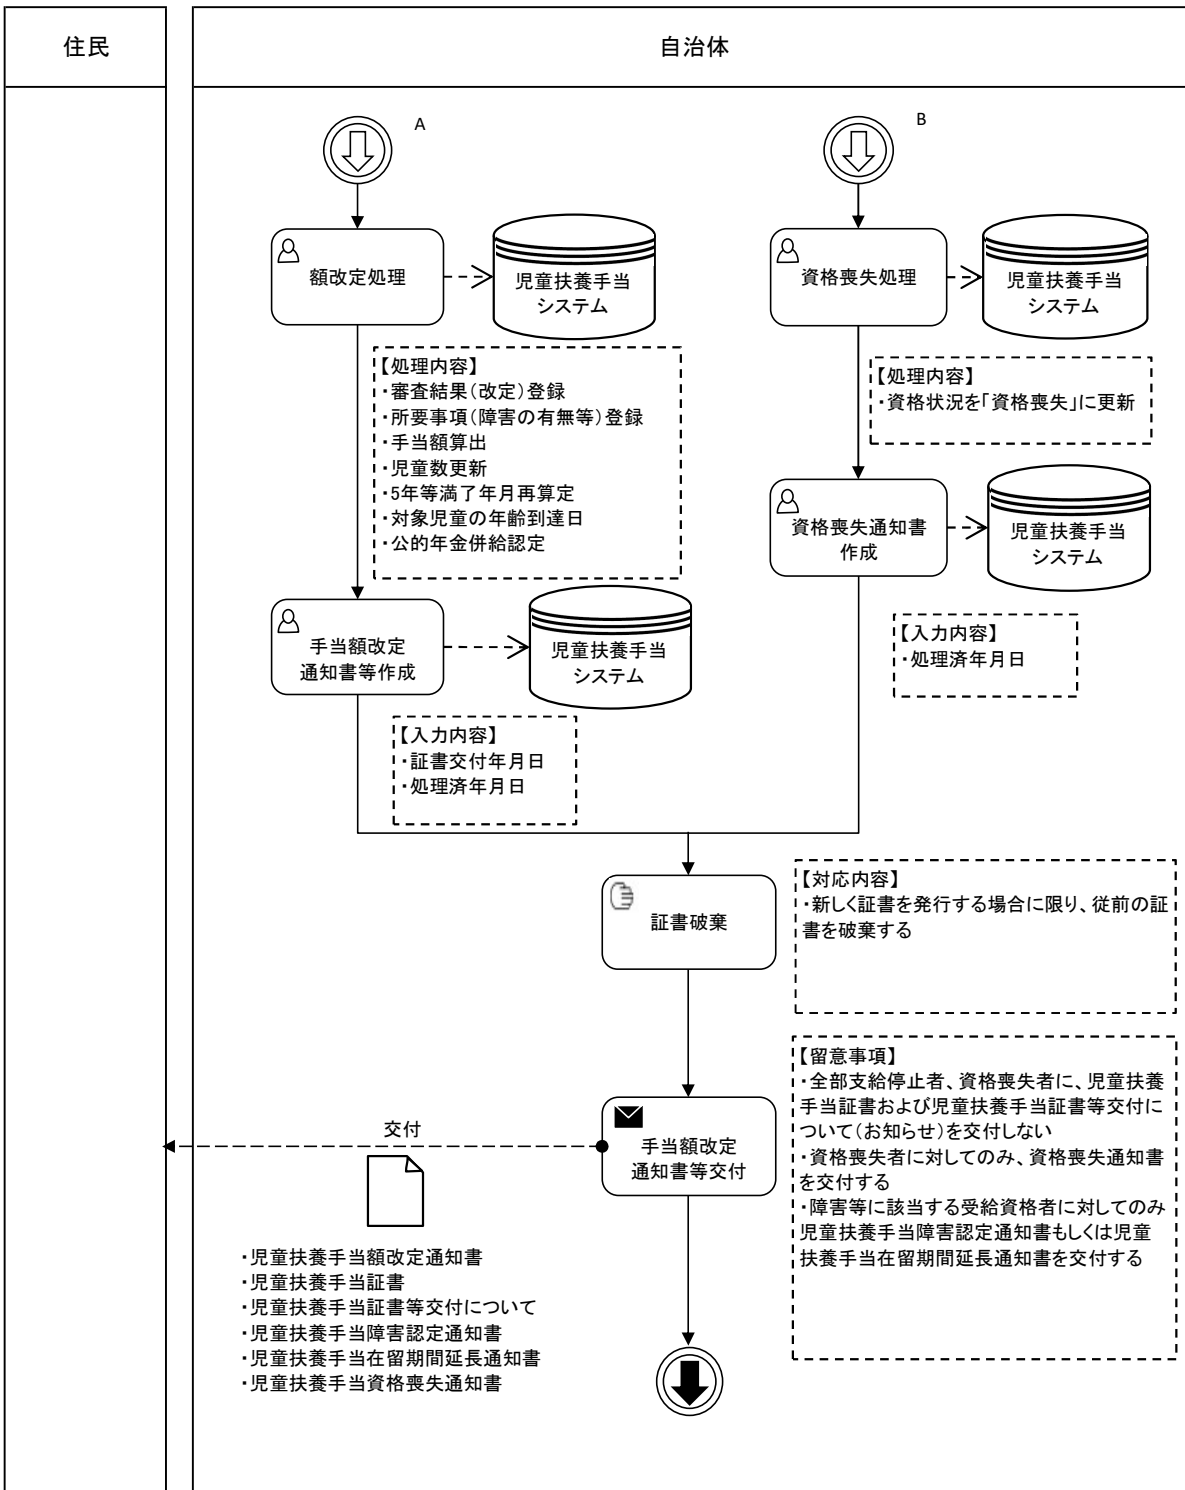 住民
自治体
A
B
額改定処理
児童扶養手当
システム
資格喪失処理
児童扶養手当
システム
【処理内容】
・審査結果（改定）登録
・所要事項（障害の有無等）登録
・手当額算出
・児童数更新
・5年等満了年月再算定
・対象児童の年齢到達日
・公的年金併給認定
【処理内容】
・資格状況を「資格喪失」に更新
資格喪失通知書
作成
児童扶養手当
システム
手当額改定
通知書等作成
児童扶養手当
システム
【入力内容】
・処理済年月日
【入力内容】
・証書交付年月日
・処理済年月日
証書破棄
【対応内容】
・新しく証書を発行する場合に限り、従前の証
書を破棄する
【留意事項】
・全部支給停止者、資格喪失者に、児童扶養
手当証書および児童扶養手当証書等交付に
ついて（お知らせ）を交付しない
・資格喪失者に対してのみ、資格喪失通知書
を交付する
・障害等に該当する受給資格者に対してのみ
児童扶養手当障害認定通知書もしくは児童
扶養手当在留期間延長通知書を交付する
手当額改定
通知書等交付
交付
・児童扶養手当額改定通知書
・児童扶養手当証書
・児童扶養手当証書等交付について
・児童扶養手当障害認定通知書
・児童扶養手当在留期間延長通知書
・児童扶養手当資格喪失通知書